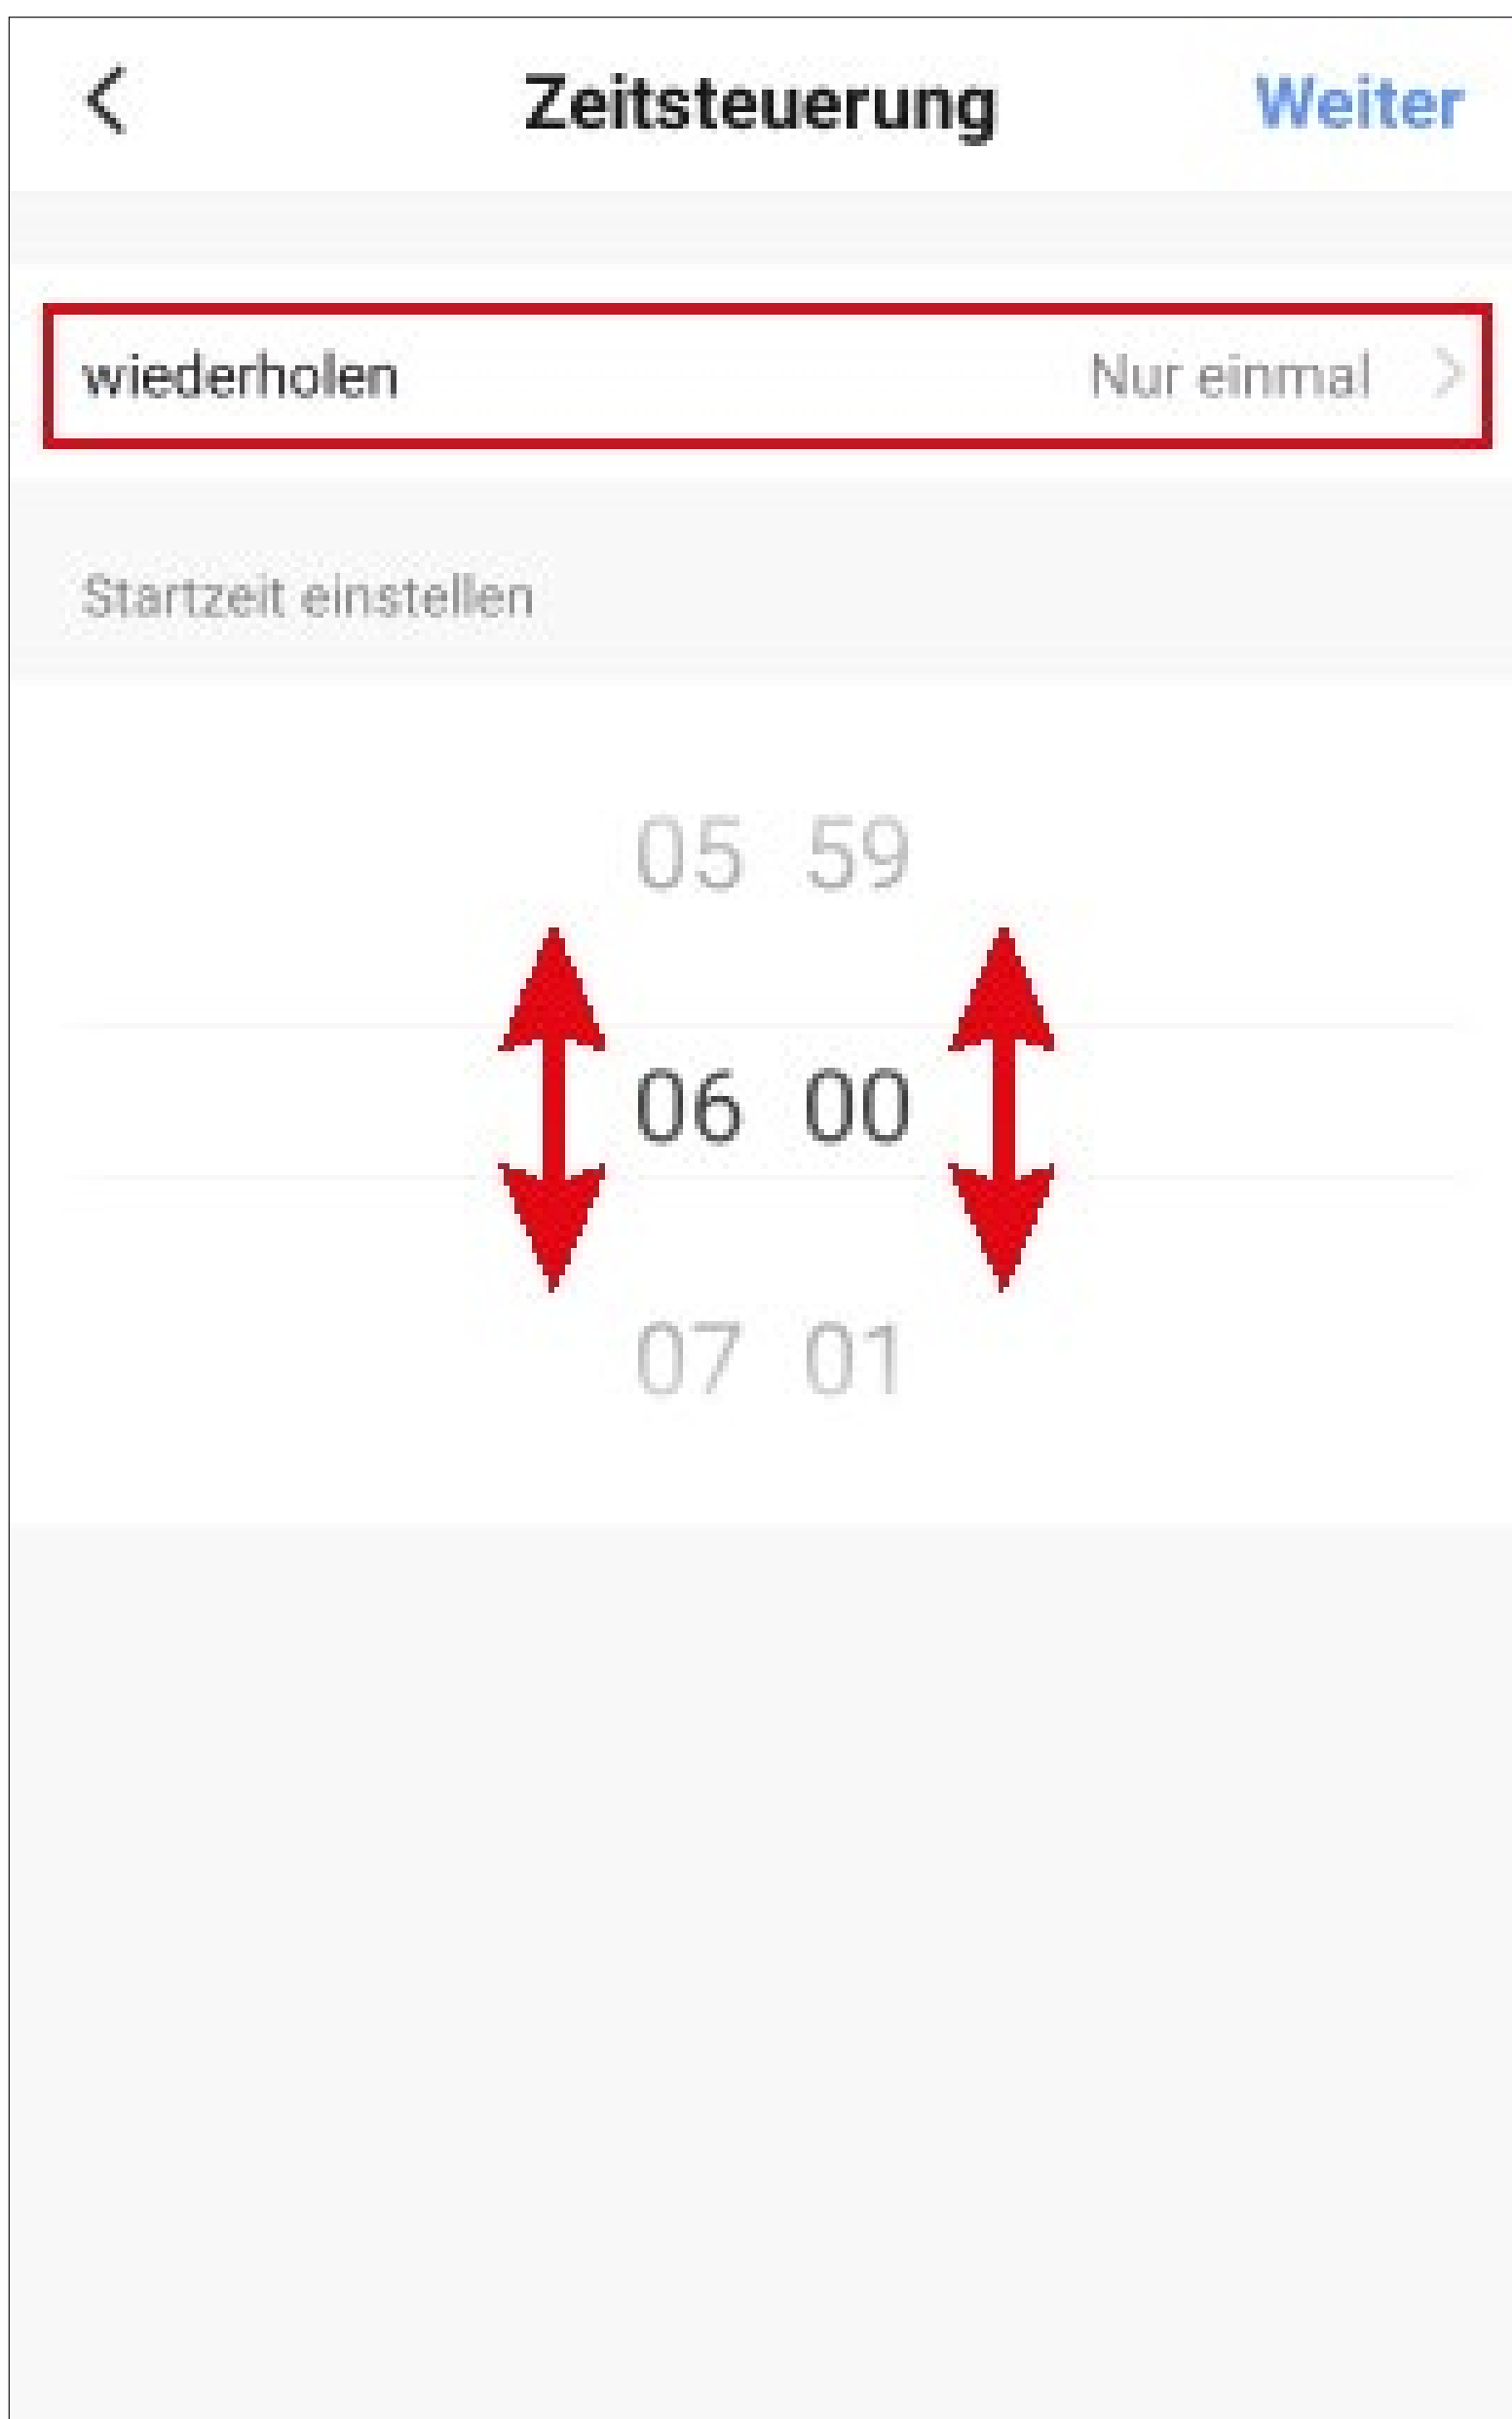 Zeitsteuerung Weiter
wiederholen Nur einmal
Startzeit einstellen
05 59
06 00
07 01